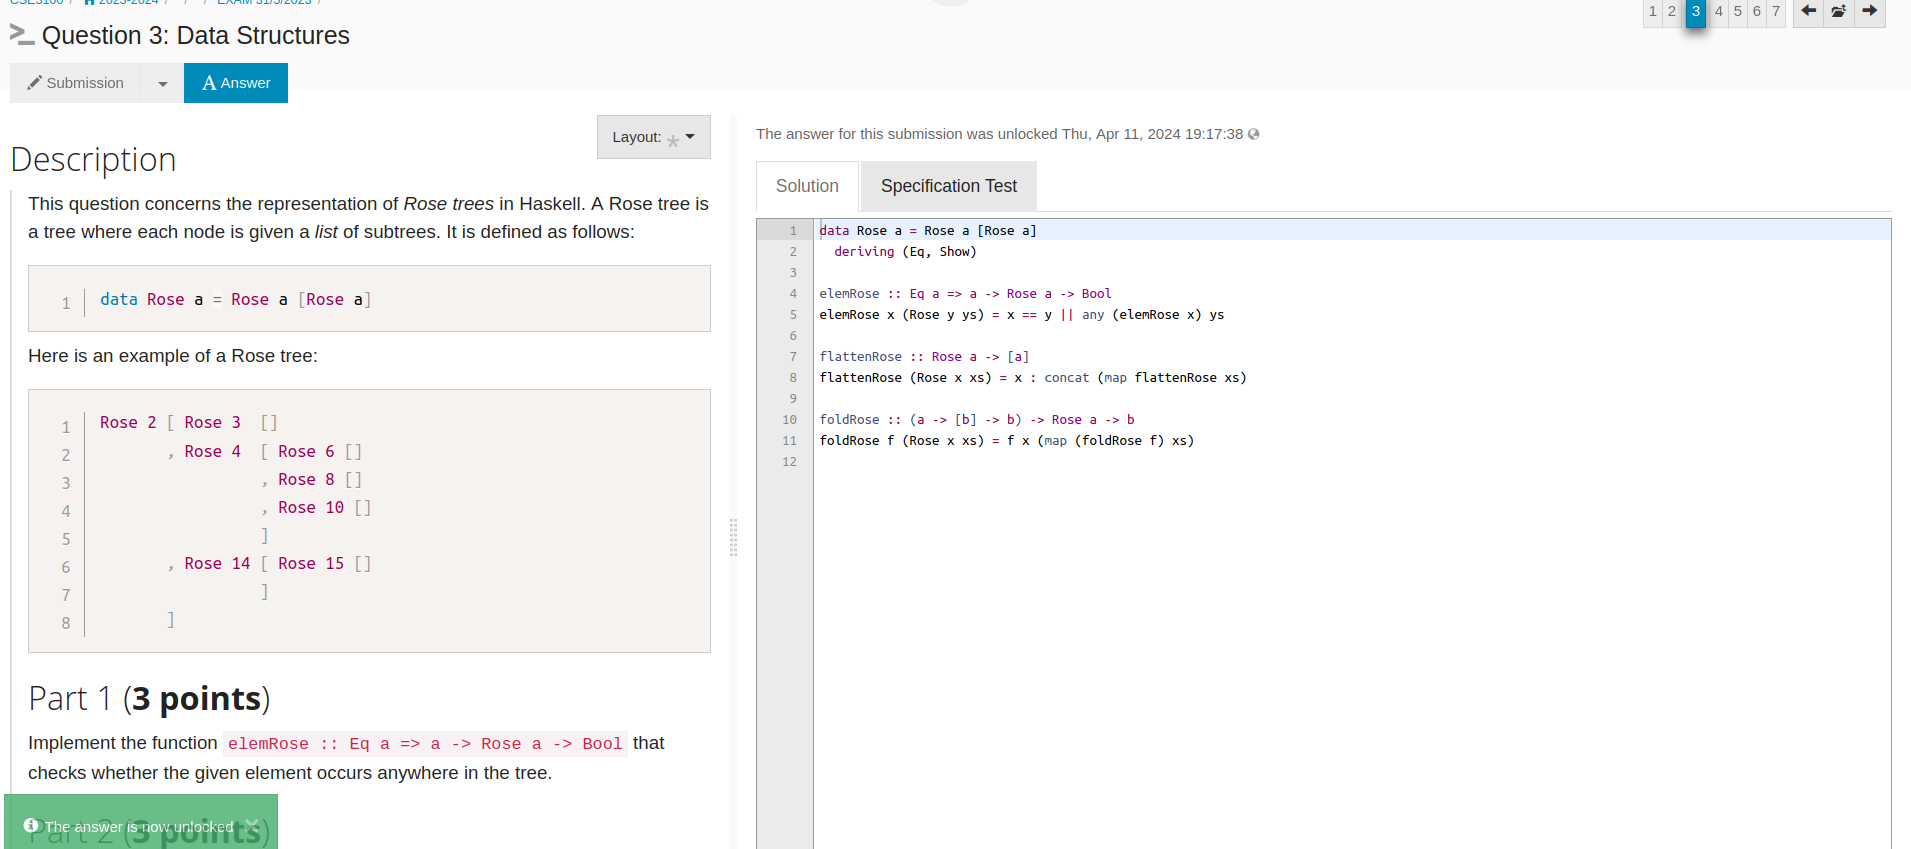 CSE3100 / 2023-2024 / / / EXAM 31/5/2023 /
Question 3: Data Structures
1 2 3 4 5 6 7
Submission
A Answer
Layout: *
Description
This question concerns the representation of Rose trees in Haskell. A Rose tree is
a tree where each node is given a list of subtrees. It is defined as follows:
1 data Rose a = Rose a [Rose a]
Here is an example of a Rose tree:
1 Rose 2 [ Rose 3  []
2        , Rose 4  [ Rose 6 []
3                  , Rose 8 []
4                  , Rose 10 []
5                  ]
6        , Rose 14 [ Rose 15 []
7                  ]
8        ]
Part 1 (3 points)
Implement the function elemRose :: Eq a => a -> Rose a -> Bool that
checks whether the given element occurs anywhere in the tree.
Part 2 (3 points)
The answer is now unlocked ×
The answer for this submission was unlocked Thu, Apr 11, 2024 19:17:38
Solution
Specification Test
1 data Rose a = Rose a [Rose a]
2   deriving (Eq, Show)
3
4 elemRose :: Eq a => a -> Rose a -> Bool
5 elemRose x (Rose y ys) = x == y || any (elemRose x) ys
6
7 flattenRose :: Rose a -> [a]
8 flattenRose (Rose x xs) = x : concat (map flattenRose xs)
9
10 foldRose :: (a -> [b] -> b) -> Rose a -> b
11 foldRose f (Rose x xs) = f x (map (foldRose f) xs)
12